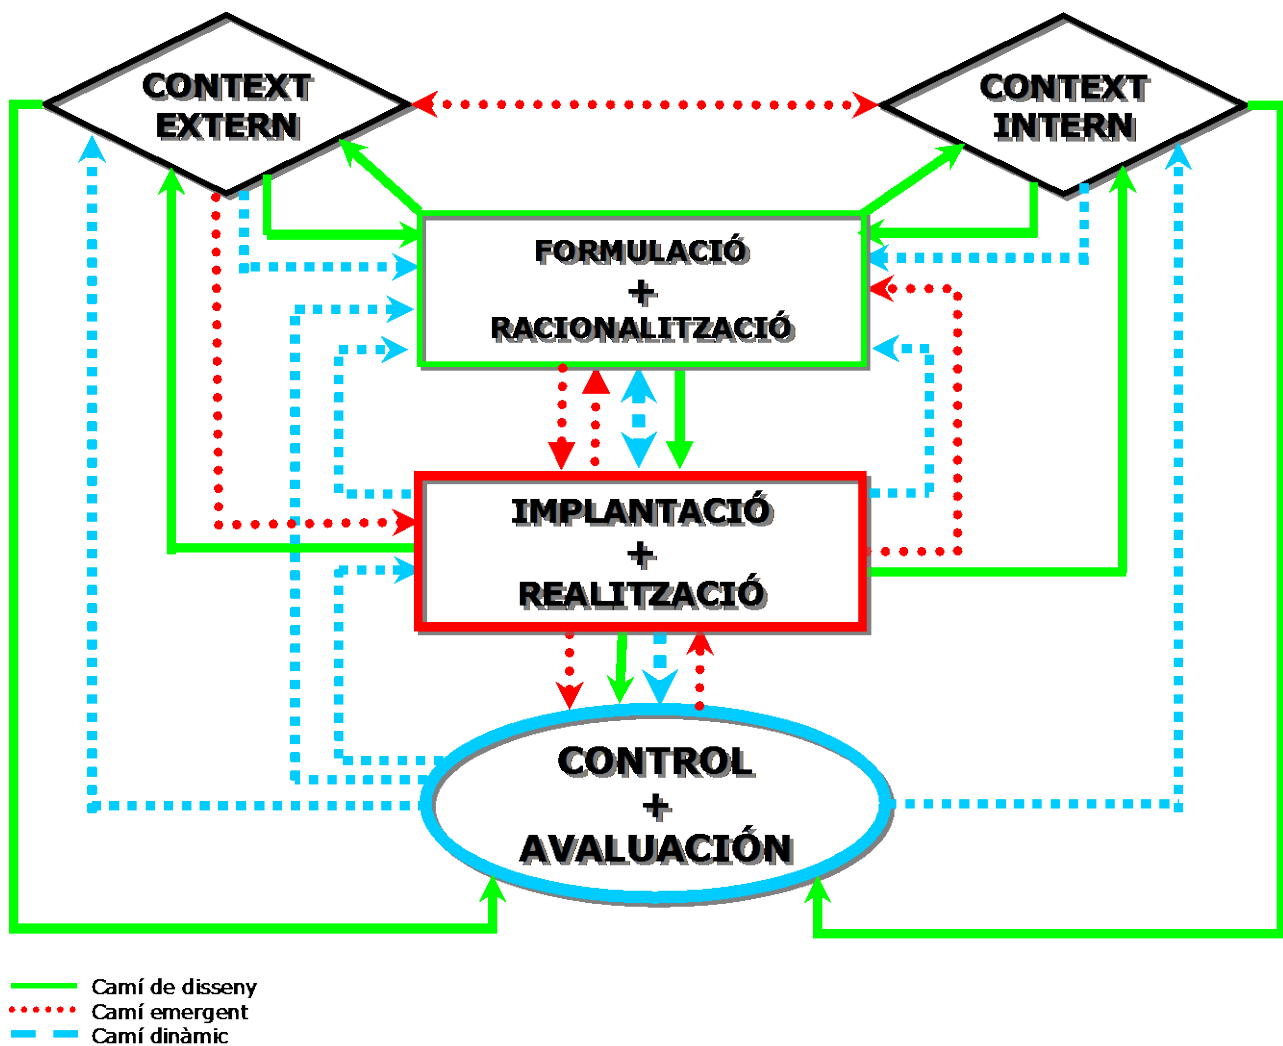 CONTEXT
EXTERN
CONTEXT
INTERN
FORMULACIÓ
+
RACIONALITZACIÓ
IMPLANTACIÓ
+
REALITZACIÓ
CONTROL
+
AVALUACIÓN
Camí de disseny
Camí emergent
Camí dinàmic